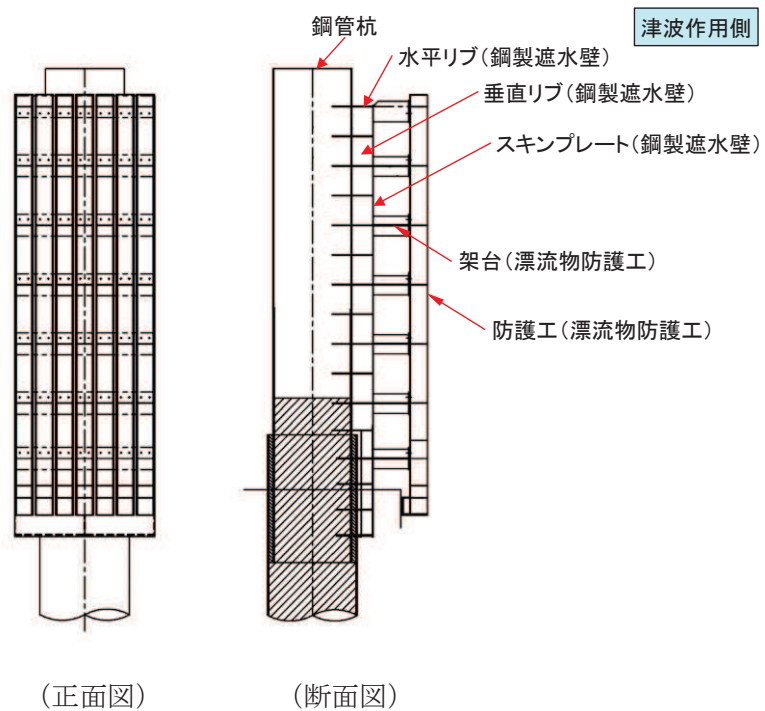 津波作用側
鋼管杭
水平リブ(鋼製遮水壁)
垂直リブ(鋼製遮水壁)
スキンプレート(鋼製遮水壁)
架台(漂流物防護工)
防護工(漂流物防護工)
(正面図)
(断面図)